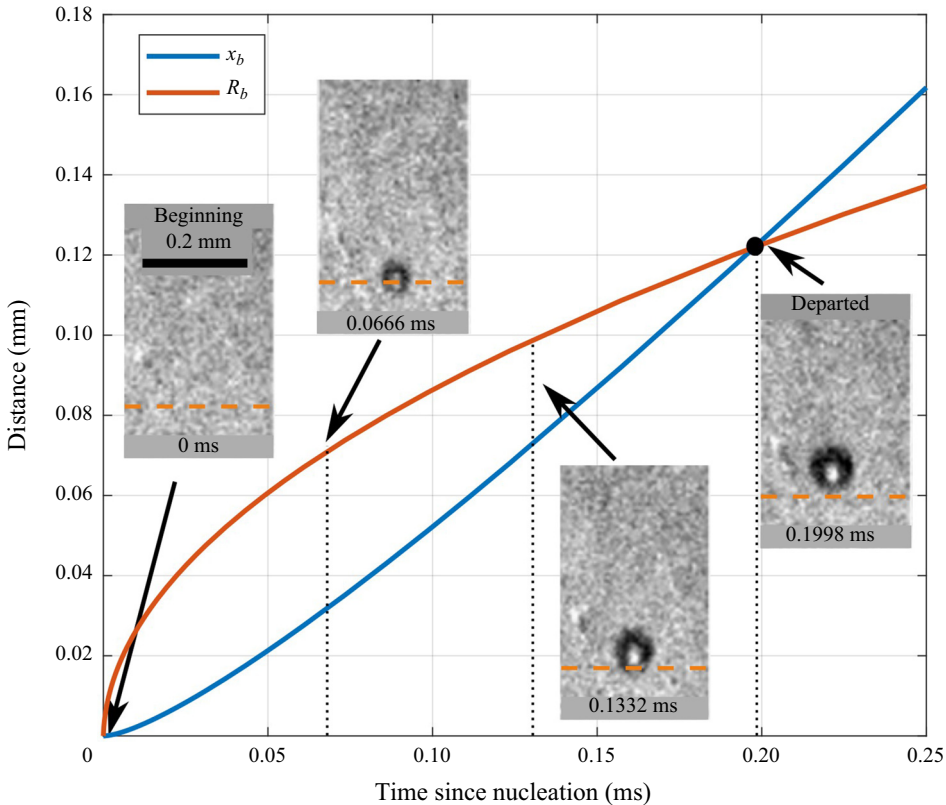 0.18
0.16
0.14
0.12
0.10
0.08
0.06
0.04
0.02
0
0.05
0.10
0.15
0.20
0.25
Distance (mm)
Time since nucleation (ms)
x_b
R_b
Beginning
0.2 mm
0 ms
0.0666 ms
0.1332 ms
Departed
0.1998 ms